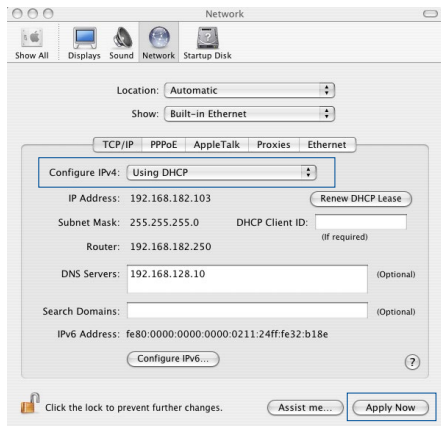 Network
Show All Displays Sound Network Startup Disk
Location: Automatic
Show: Built-in Ethernet
TCP/IP PPPoE AppleTalk Proxies Ethernet
Configure IPv4: Using DHCP
IP Address: 192.168.182.103 Renew DHCP Lease
Subnet Mask: 255.255.255.0 DHCP Client ID:
(If required)
Router: 192.168.182.250
DNS Servers: 192.168.128.10 (Optional)
Search Domains: (Optional)
IPv6 Address: fe80:0000:0000:0000:0211:24ff:fe32:b18e
Configure IPv6... ?
Click the lock to prevent further changes. Assist me... Apply Now